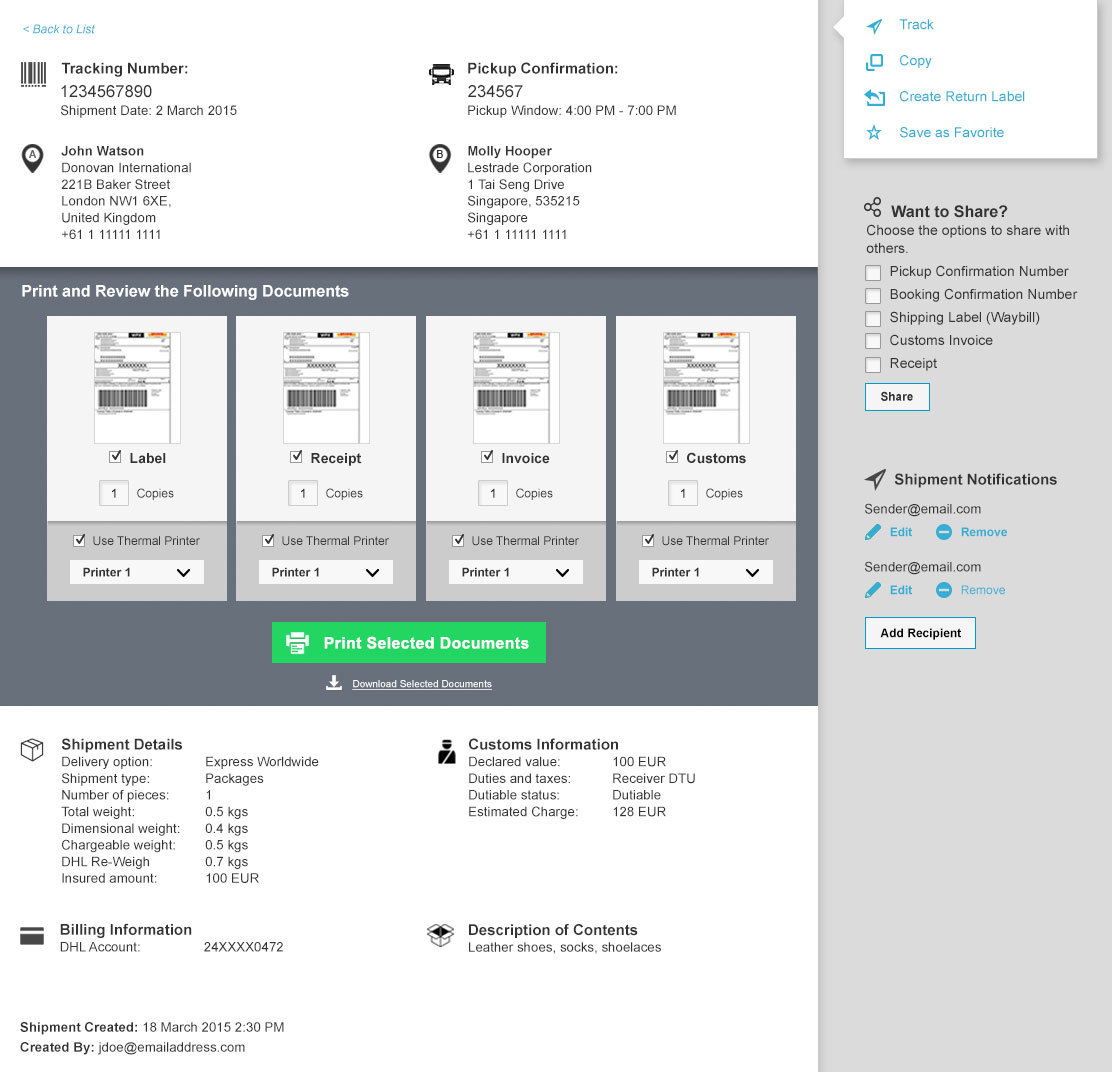 < Back to List
Tracking Number:
1234567890
Shipment Date: 2 March 2015
Pickup Confirmation:
234567
Pickup Window: 4:00 PM - 7:00 PM
A
John Watson
Donovan International
221B Baker Street
London NW1 6XE,
United Kingdom
+61 1 11111 1111
B
Molly Hooper
Lestrade Corporation
1 Tai Seng Drive
Singapore, 535215
Singapore
+61 1 11111 1111
Print and Review the Following Documents
XXXXXXXX
Label
1 Copies
Use Thermal Printer
Printer 1
XXXXXXXX
Receipt
1 Copies
Use Thermal Printer
Printer 1
XXXXXXXX
Invoice
1 Copies
Use Thermal Printer
Printer 1
XXXXXXXX
Customs
1 Copies
Use Thermal Printer
Printer 1
Print Selected Documents
Download Selected Documents
Shipment Details
Delivery option: Express Worldwide
Shipment type: Packages
Number of pieces: 1
Total weight: 0.5 kgs
Dimensional weight: 0.4 kgs
Chargeable weight: 0.5 kgs
DHL Re-Weigh 0.7 kgs
Insured amount: 100 EUR
Customs Information
Declared value: 100 EUR
Duties and taxes: Receiver DTU
Dutiable status: Dutiable
Estimated Charge: 128 EUR
Billing Information
DHL Account: 24XXXX0472
Description of Contents
Leather shoes, socks, shoelaces
Shipment Created: 18 March 2015 2:30 PM
Created By: jdoe@emailaddress.com
Track
Copy
Create Return Label
Save as Favorite
Want to Share?
Choose the options to share with
others.
Pickup Confirmation Number
Booking Confirmation Number
Shipping Label (Waybill)
Customs Invoice
Receipt
Share
Shipment Notifications
Sender@email.com
Edit Remove
Sender@email.com
Edit Remove
Add Recipient